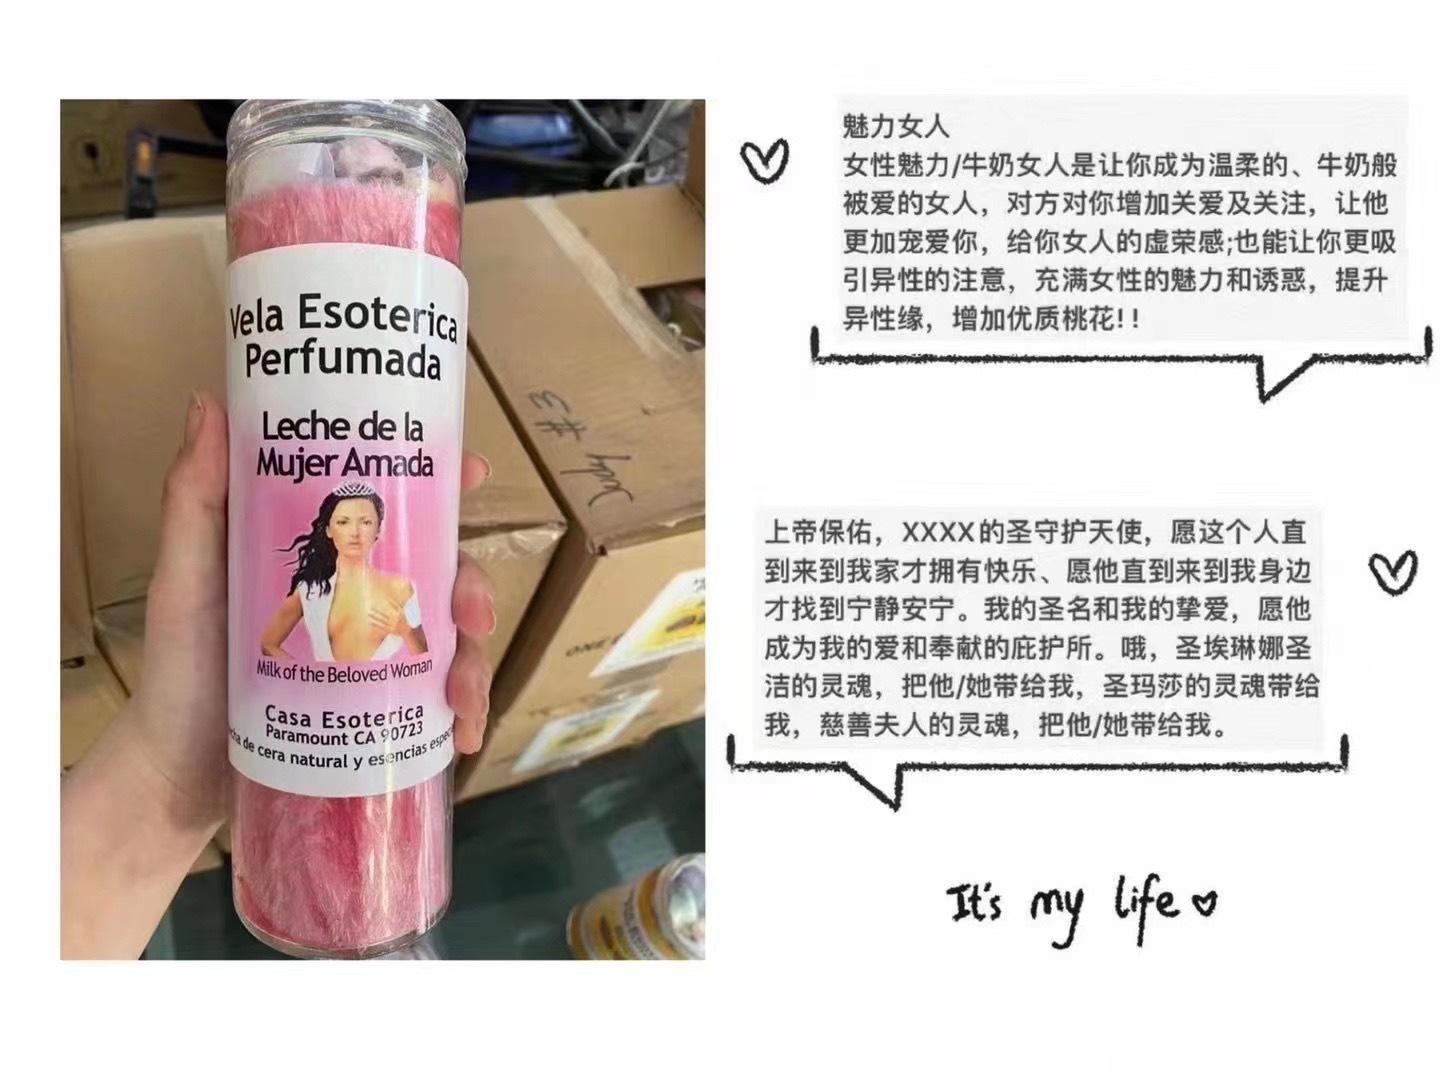 Vela Esoterica
Perfumada
Leche de la
Mujer Amada
Milk of the Beloved Woman
Casa Esoterica
Paramount CA 90723
de cera natural y esencias
Judy #3
魅力女人
女性魅力/牛奶女人是让你成为温柔的、牛奶般
被爱的女人，对方对你增加关爱及关注，让他
更加宠爱你，给你女人的虚荣感;也能让你更吸
引异性的注意，充满女性的魅力和诱惑，提升
异性缘，增加优质桃花!!
上帝保佑，XXXX的圣守护天使，愿这个人直
到来到我家才拥有快乐、愿他直到来到我身边
才找到宁静安宁。我的圣名和我的挚爱，愿他
成为我的爱和奉献的庇护所。哦，圣埃琳娜圣
洁的灵魂，把他/她带给我，圣玛莎的灵魂带给
我，慈善夫人的灵魂，把他/她带给我。
It's my life